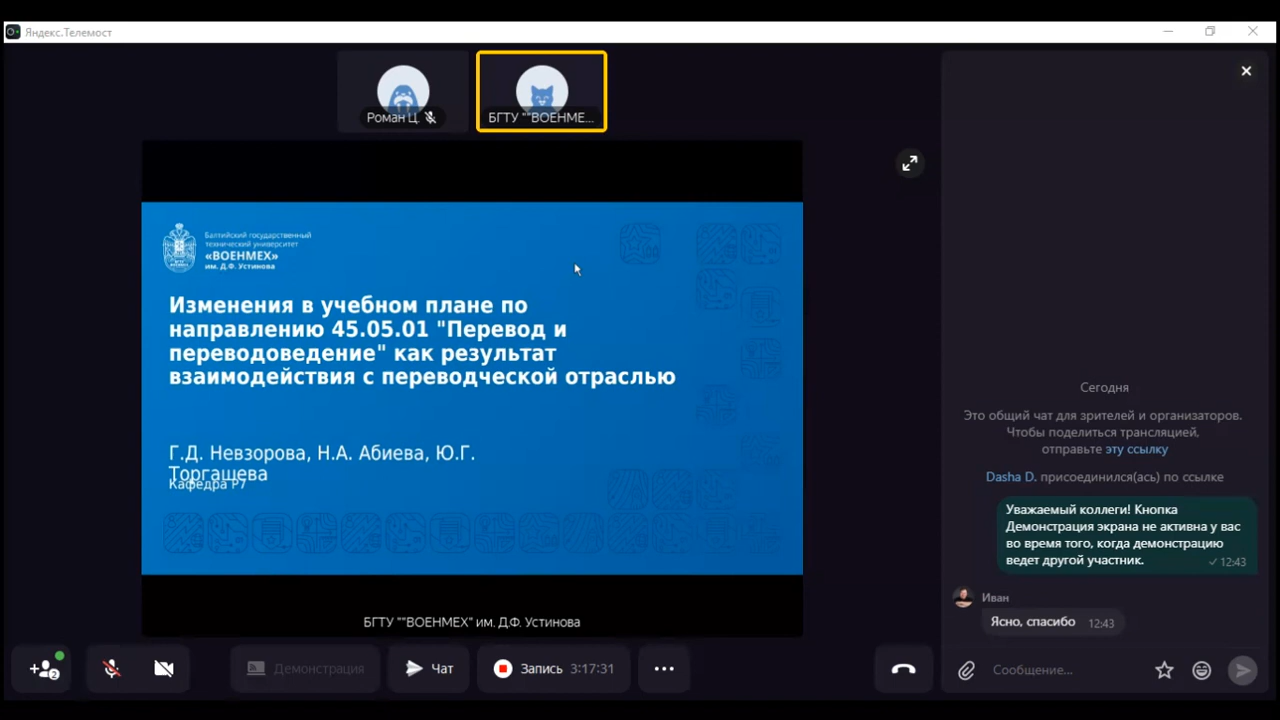 Яндекс.Телемост
Роман Ц.
БГТУ ""ВОЕНМЕ...
Балтийский государственный
технический университет
«ВОЕНМЕХ»
им. Д.Ф. Устинова
Изменения в учебном плане по
направлению 45.05.01 "Перевод и
переводоведение" как результат
взаимодействия с переводческой отраслью
Г.Д. Невзорова, Н.А. Абиева, Ю.Г.
Торгашева
Кафедра Р7
БГТУ ""ВОЕНМЕХ" им. Д.Ф. Устинова
2
Демонстрация
Чат
Запись 3:17:31
Сегодня
Это общий чат для зрителей и организаторов.
Чтобы поделиться трансляцией,
отправьте эту ссылку
Dasha D. присоединился(ась) по ссылке
Уважаемый коллеги! Кнопка
Демонстрация экрана не активна у вас
во время того, когда демонстрацию
ведет другой участник.
12:43
Иван
Ясно, спасибо 12:43
Сообщение...